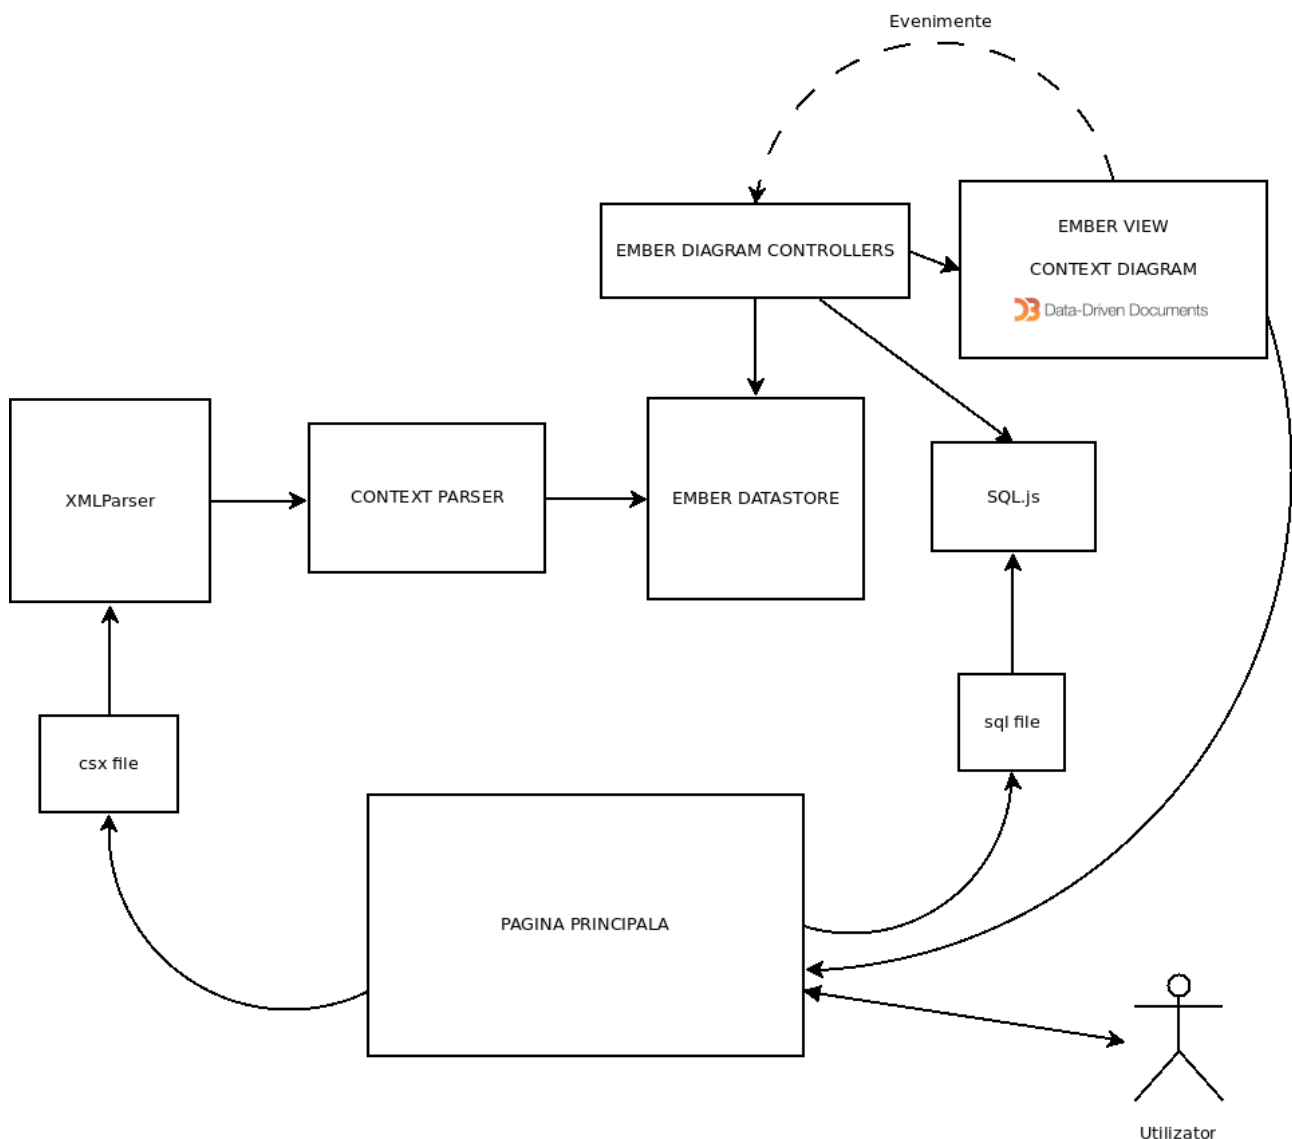 Evenimente
EMBER DIAGRAM CONTROLLERS
EMBER VIEW
CONTEXT DIAGRAM
D3 Data-Driven Documents
XMLParser
CONTEXT PARSER
EMBER DATASTORE
SQL.js
csx file
sql file
PAGINA PRINCIPALA
Utilizator